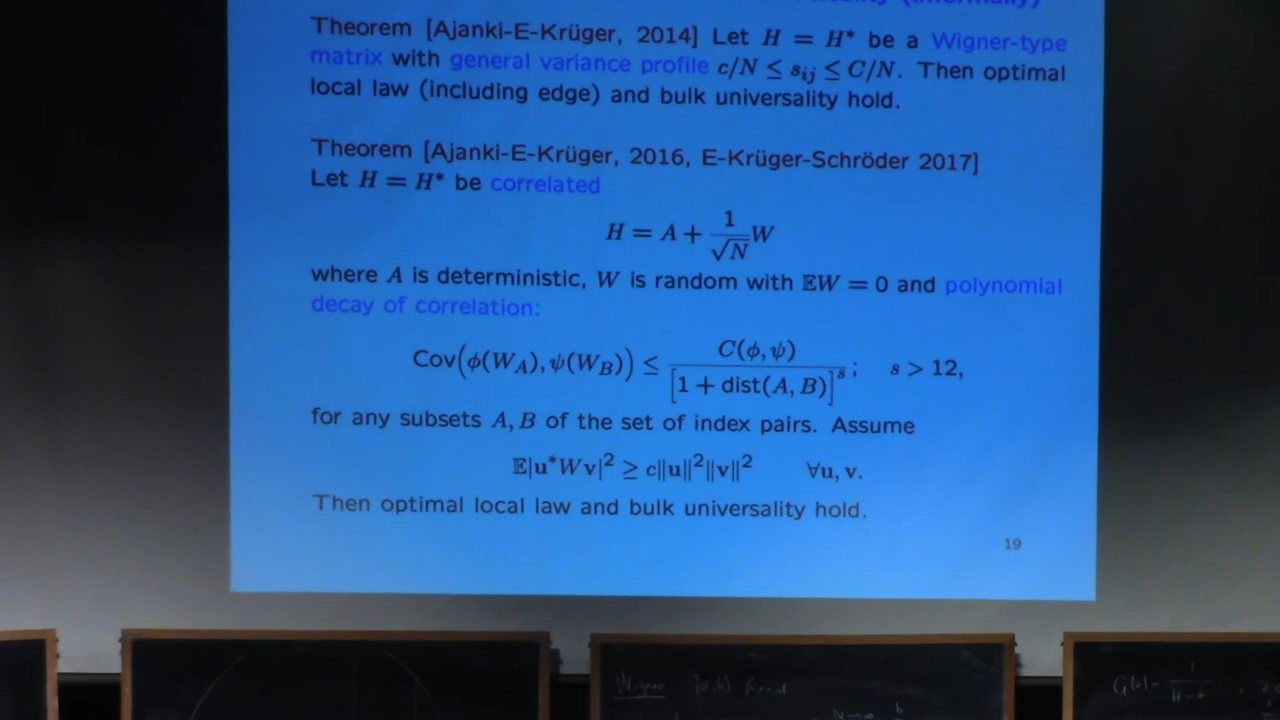 (informally)
Theorem [Ajanki-E-Krüger, 2014] Let H = H* be a Wigner-type
matrix with general variance profile c/N ≤ s_ij ≤ C/N. Then optimal
local law (including edge) and bulk universality hold.
Theorem [Ajanki-E-Krüger, 2016, E-Krüger-Schröder 2017]
Let H = H* be correlated
H = A + 1/√N W
where A is deterministic, W is random with 𝔼W = 0 and polynomial
decay of correlation:
Cov(ϕ(W_A), ψ(W_B)) ≤ C(ϕ, ψ)/[1 + dist(A, B)]^s ; s > 12,
for any subsets A, B of the set of index pairs. Assume
𝔼|u*Wv|² ≥ c‖u‖²‖v‖² ∀u, v.
Then optimal local law and bulk universality hold.
19
Wigner fixed
N→∞